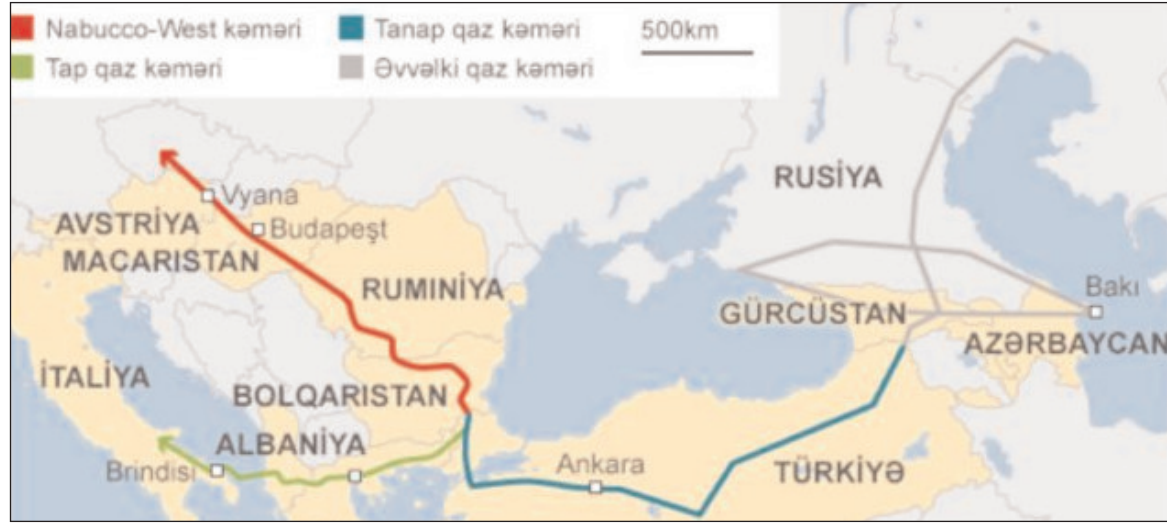 Nabucco-West kəməri
Tanap qaz kəməri
500km
Tap qaz kəməri
Əvvəlki qaz kəməri
RUSİYA
Vyana
AVSTRİYA
Budapeşt
MACARISTAN
RUMINİYA
Bakı
GÜRCÜSTAN
AZƏRBAYCAN
İTALİYA
BOLQARISTAN
ALBANİYA
Brindisı
Ankara
TÜRKİYƏ